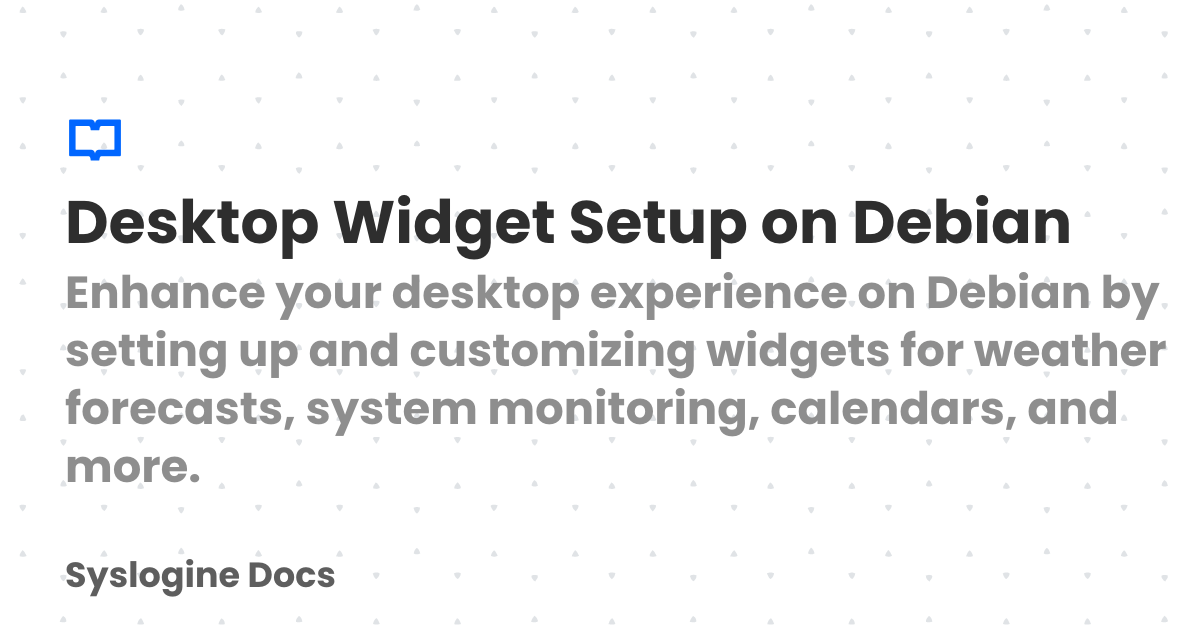 Desktop Widget Setup on Debian
Enhance your desktop experience on Debian by
setting up and customizing widgets for weather
forecasts, system monitoring, calendars, and
more.
Syslogine Docs